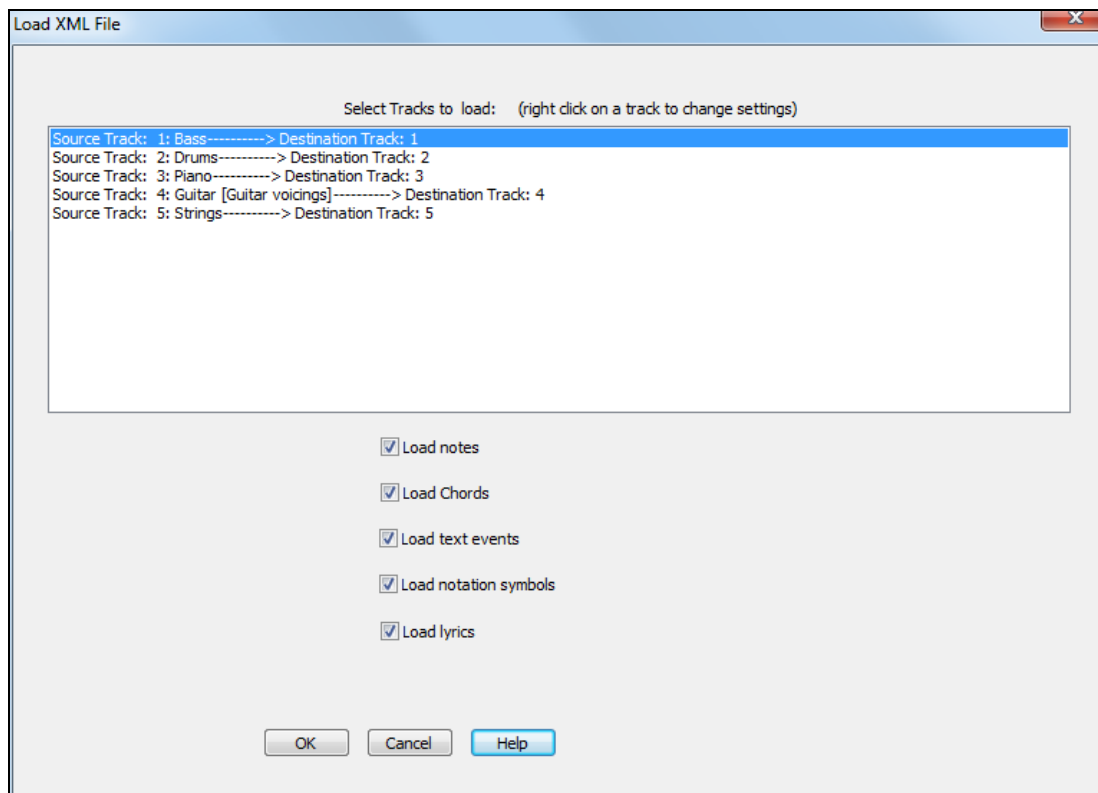 Load XML File
Select Tracks to load: (right click on a track to change settings)
Source Track: 1: Bass----------> Destination Track: 1
Source Track: 2: Drums----------> Destination Track: 2
Source Track: 3: Piano----------> Destination Track: 3
Source Track: 4: Guitar [Guitar voicings]----------> Destination Track: 4
Source Track: 5: Strings----------> Destination Track: 5
Load notes
Load Chords
Load text events
Load notation symbols
Load lyrics
OK Cancel Help